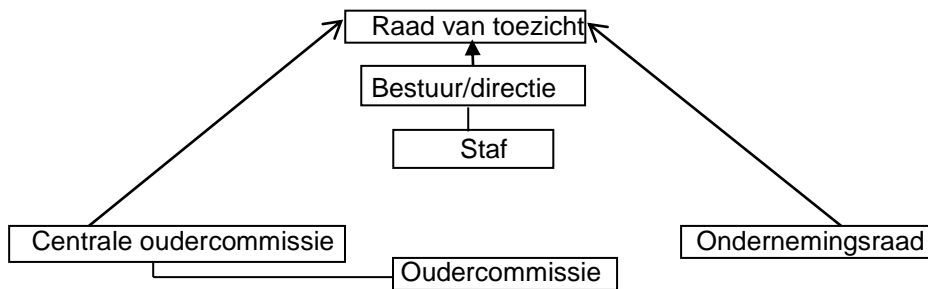 Raad van toezicht
Bestuur/directie
Staf
Centrale oudercommissie
Ondernemingsraad
Oudercommissie